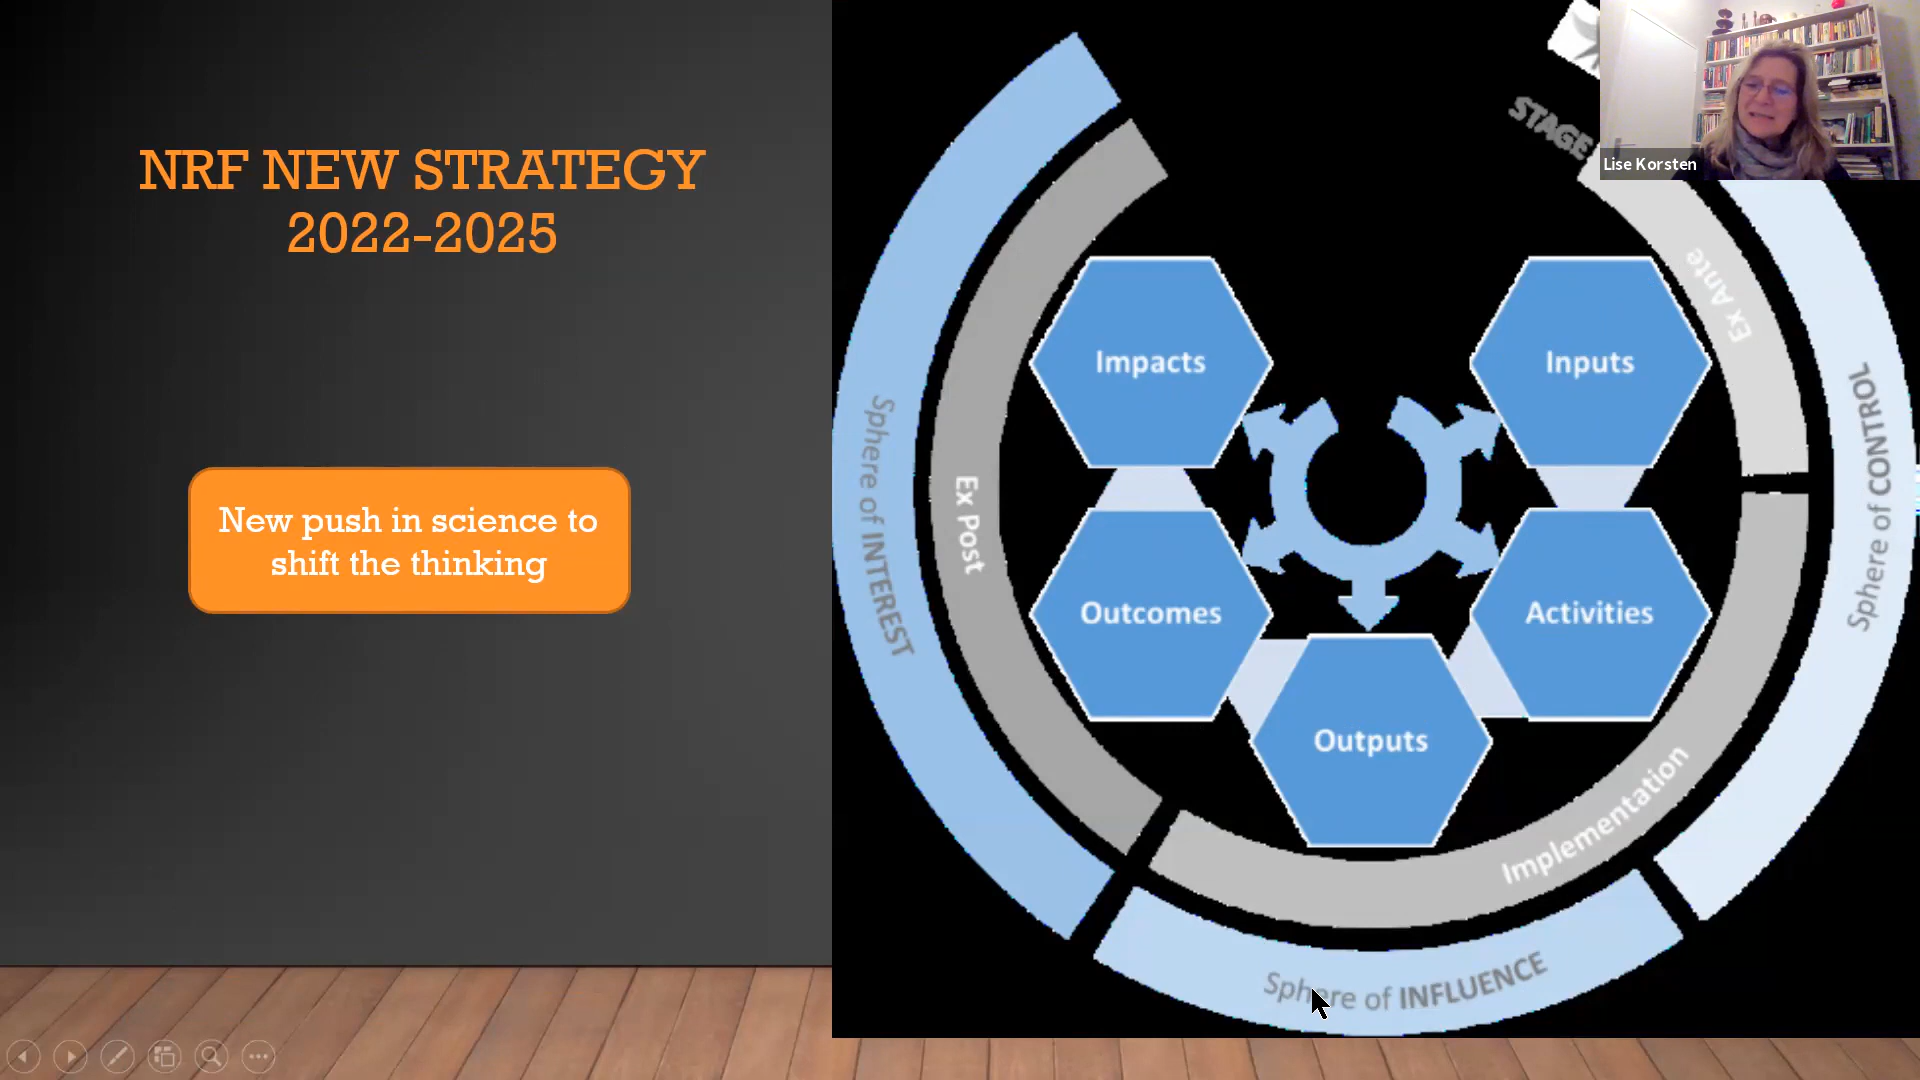 NRF NEW STRATEGY
2022-2025
New push in science to
shift the thinking
STAGE
Lise Korsten
Ex Ante
Impacts
Inputs
Sphere of INTEREST
Ex Post
Sphere of CONTROL
Outcomes
Activities
Outputs
Implementation
Sphere of INFLUENCE